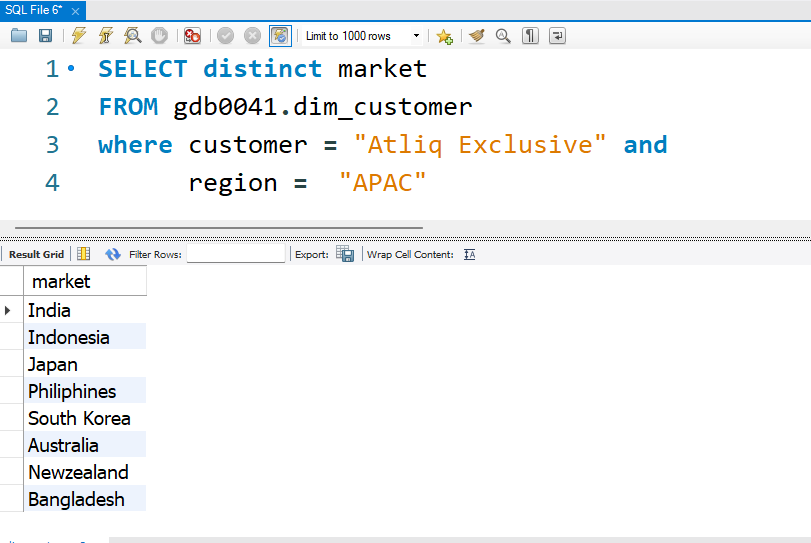 SQL File 6*
Limit to 1000 rows
1 SELECT distinct market
2 FROM gdb0041.dim_customer
3 where customer = "Atliq Exclusive" and
4 region =  "APAC"
Result Grid Filter Rows: Export: Wrap Cell Content:
market
India
Indonesia
Japan
Philiphines
South Korea
Australia
Newzealand
Bangladesh